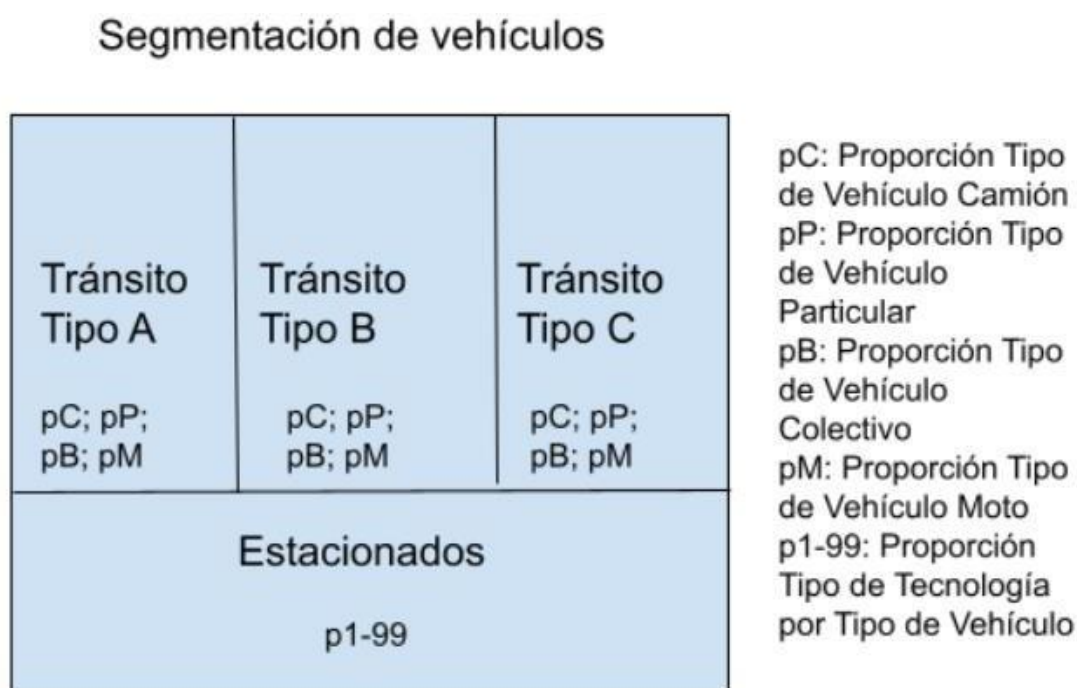 Segmentación de vehículos
Tránsito
Tipo A
pC; pP;
pB; pM
Tránsito
Tipo B
pC; pP;
pB; pM
Tránsito
Tipo C
pC; pP;
pB; pM
Estacionados
p1-99
pC: Proporción Tipo
de Vehículo Camión
pP: Proporción Tipo
de Vehículo
Particular
pB: Proporción Tipo
de Vehículo
Colectivo
pM: Proporción Tipo
de Vehículo Moto
p1-99: Proporción
Tipo de Tecnología
por Tipo de Vehículo